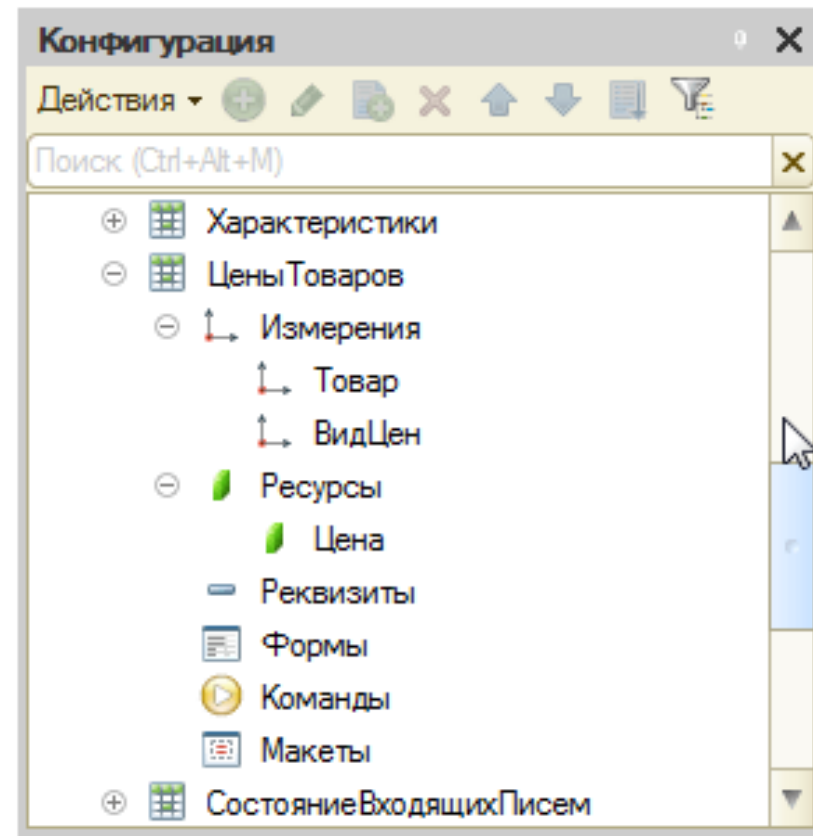 Конфигурация
Действия
Поиск (Ctrl+Alt+M)
Характеристики
ЦеныТоваров
Измерения
Товар
ВидЦен
Ресурсы
Цена
Реквизиты
Формы
Команды
Макеты
СостояниеВходящихПисем